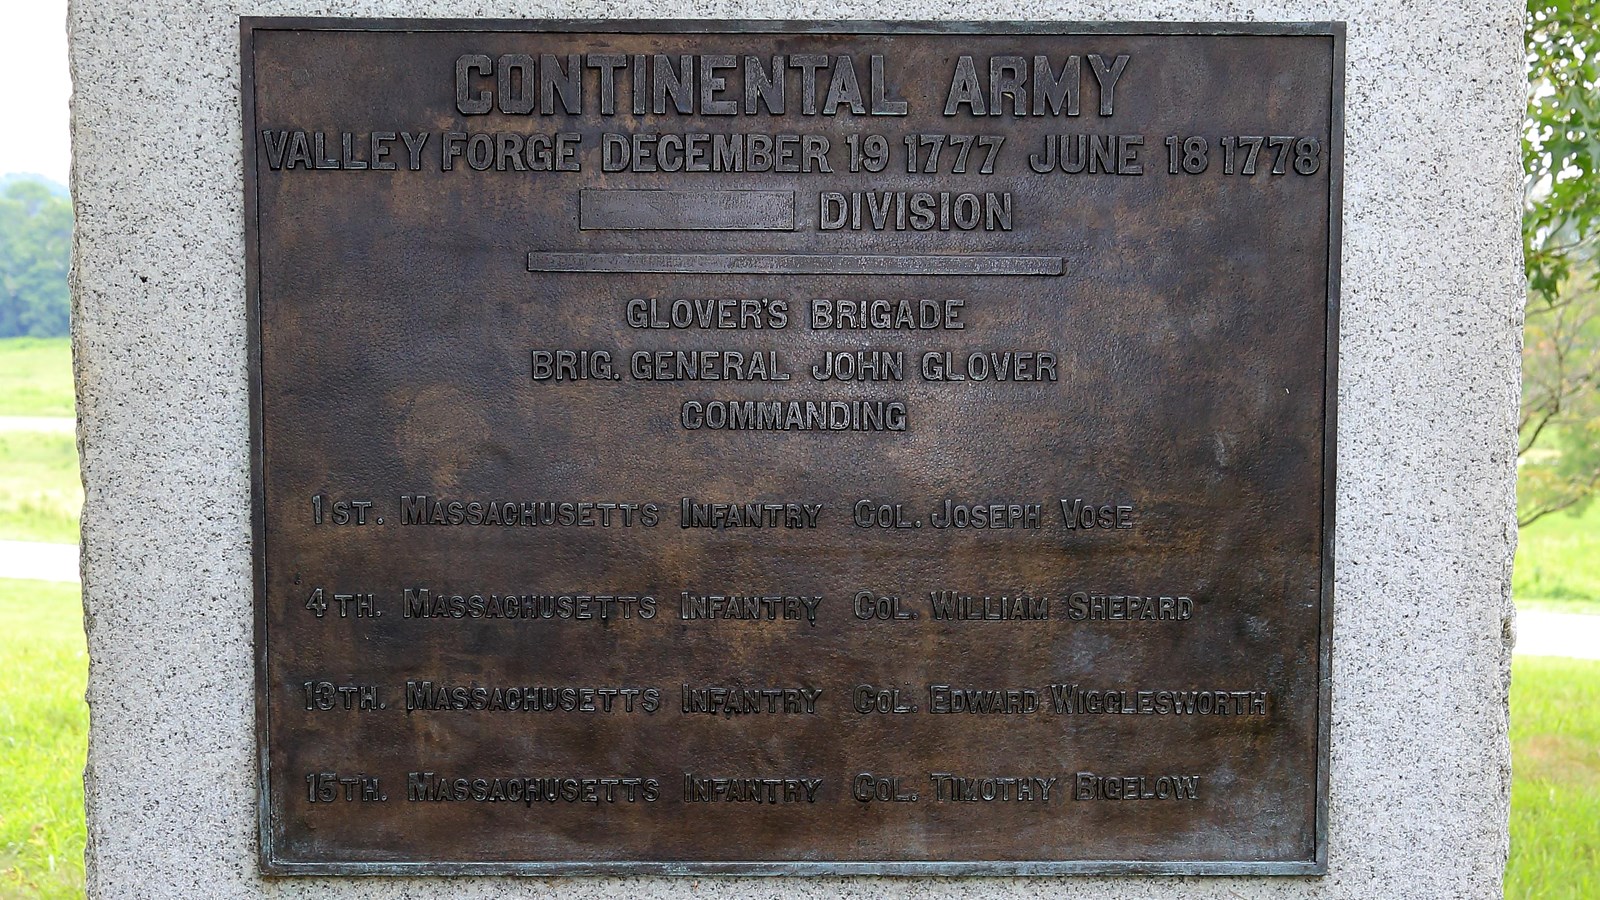 CONTINENTAL ARMY
VALLEY FORGE DECEMBER 19 1777 JUNE 18 1778
DIVISION
GLOVER'S BRIGADE
BRIG. GENERAL JOHN GLOVER
COMMANDING
1ST. MASSACHUSETTS INFANTRY COL. JOSEPH VOSE
4TH. MASSACHUSETTS INFANTRY COL. WILLIAM SHEPARD
13TH. MASSACHUSETTS INFANTRY COL. EDWARD WIGGLESWORTH
15TH. MASSACHUSETTS INFANTRY COL. TIMOTHY BIGELOW